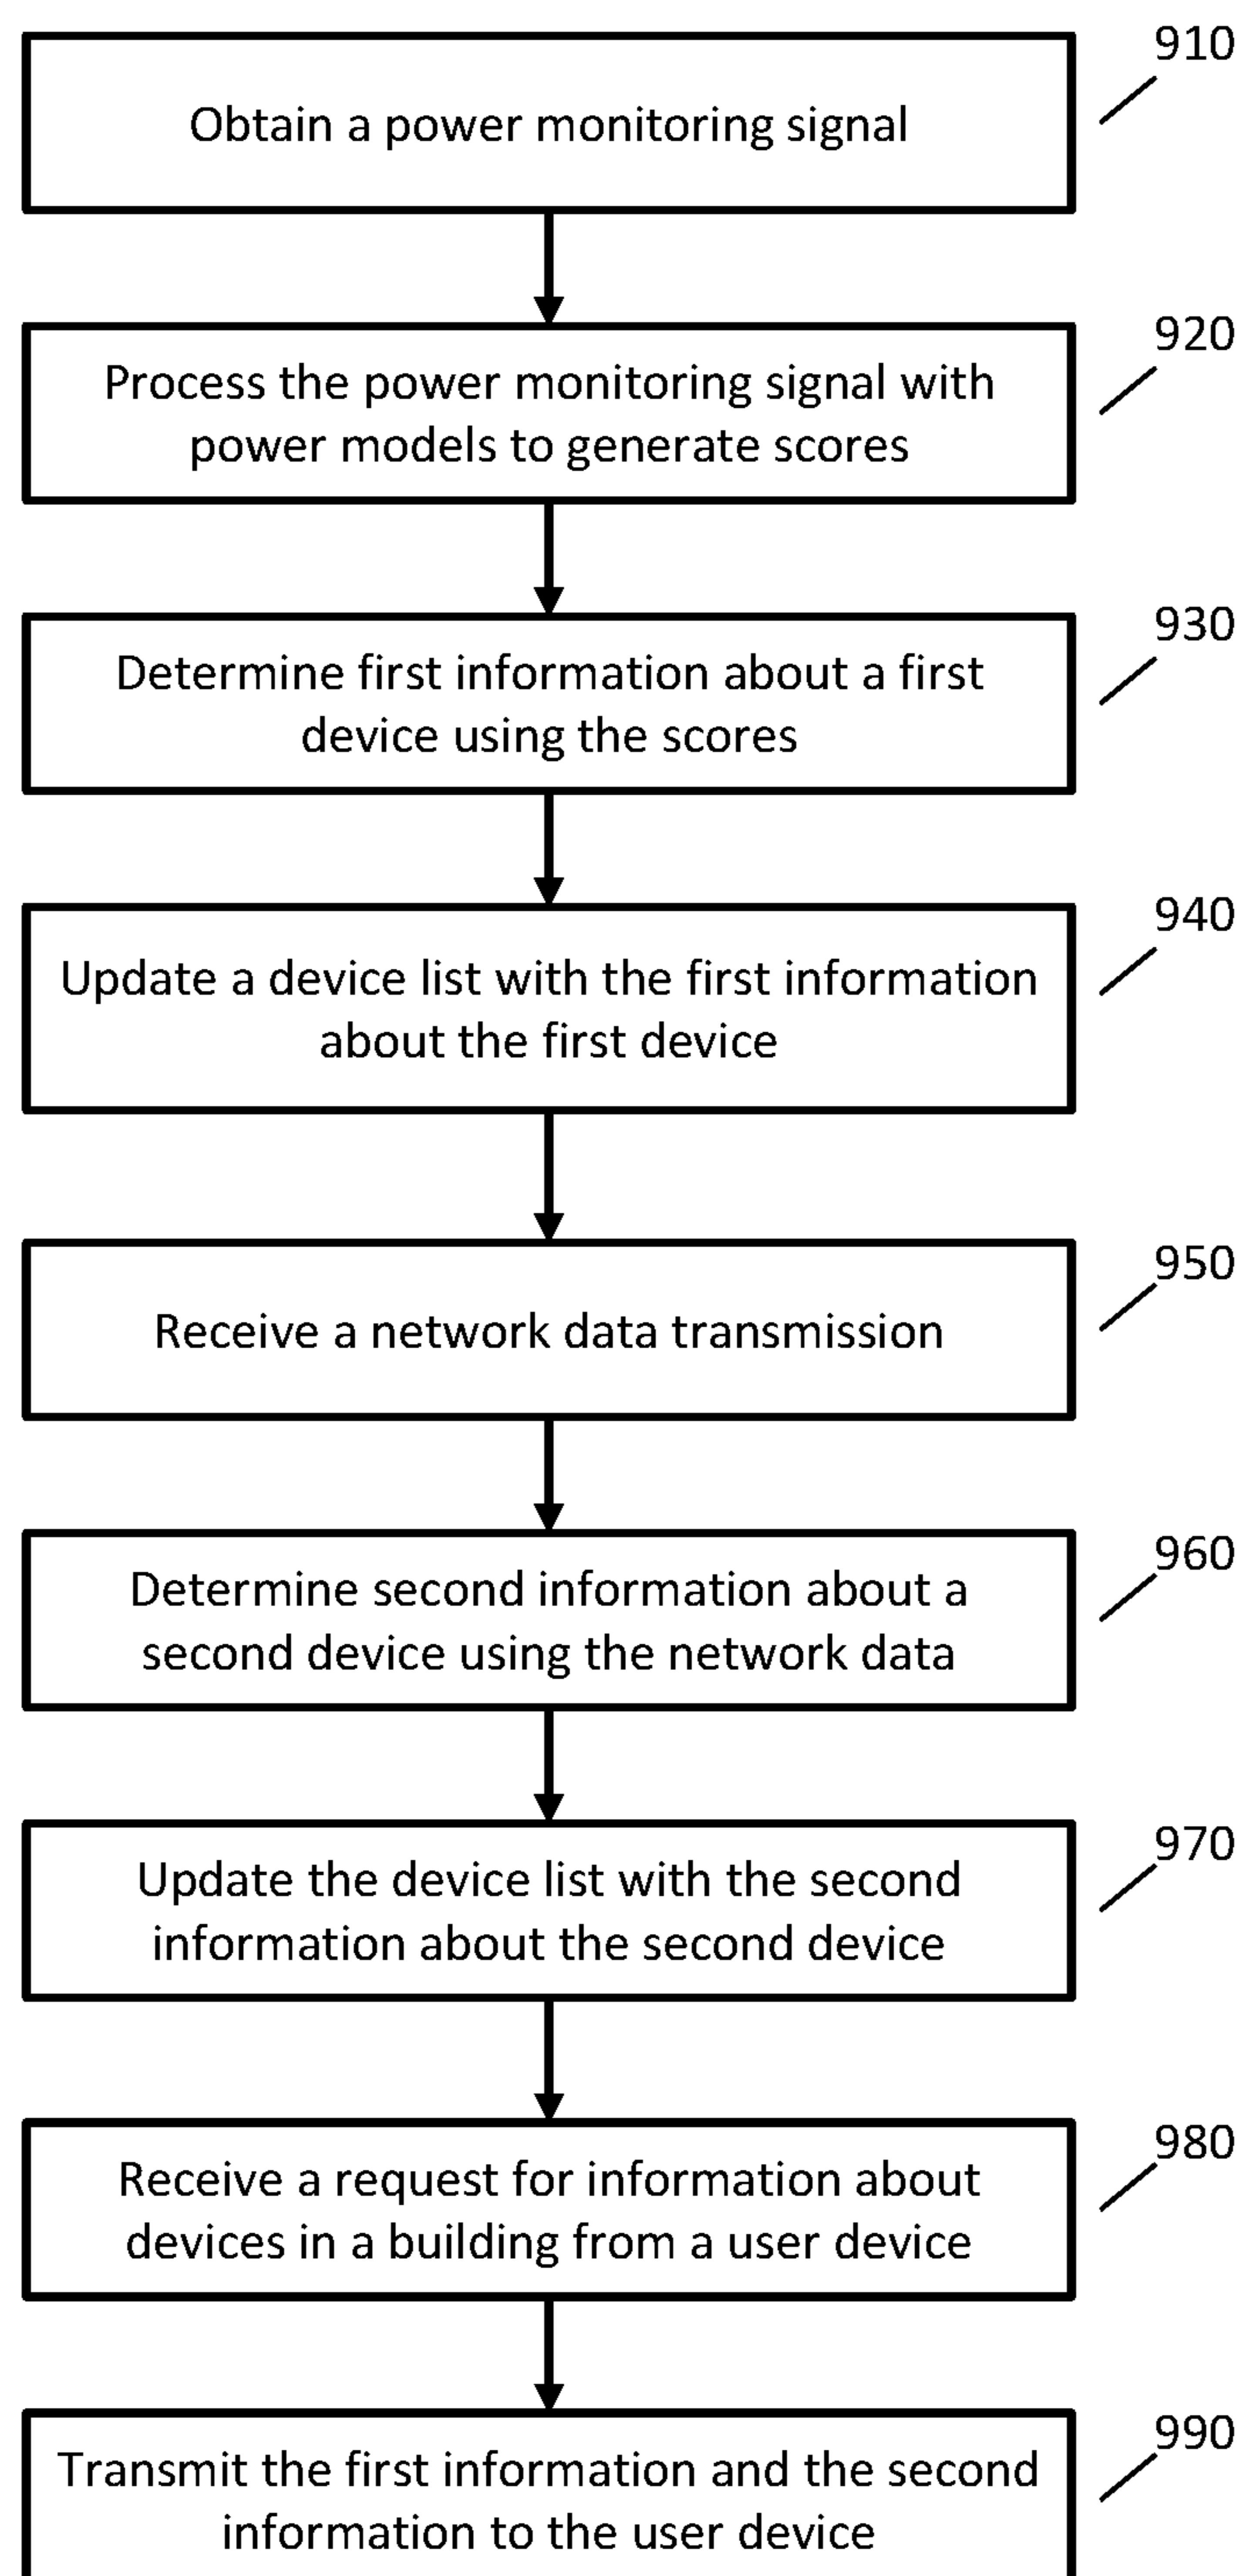 910
Obtain a power monitoring signal
920
Process the power monitoring signal with
power models to generate scores
930
Determine first information about a first
device using the scores
940
Update a device list with the first information
about the first device
950
Receive a network data transmission
960
Determine second information about a
second device using the network data
970
Update the device list with the second
information about the second device
980
Receive a request for information about
devices in a building from a user device
990
Transmit the first information and the second
information to the user device